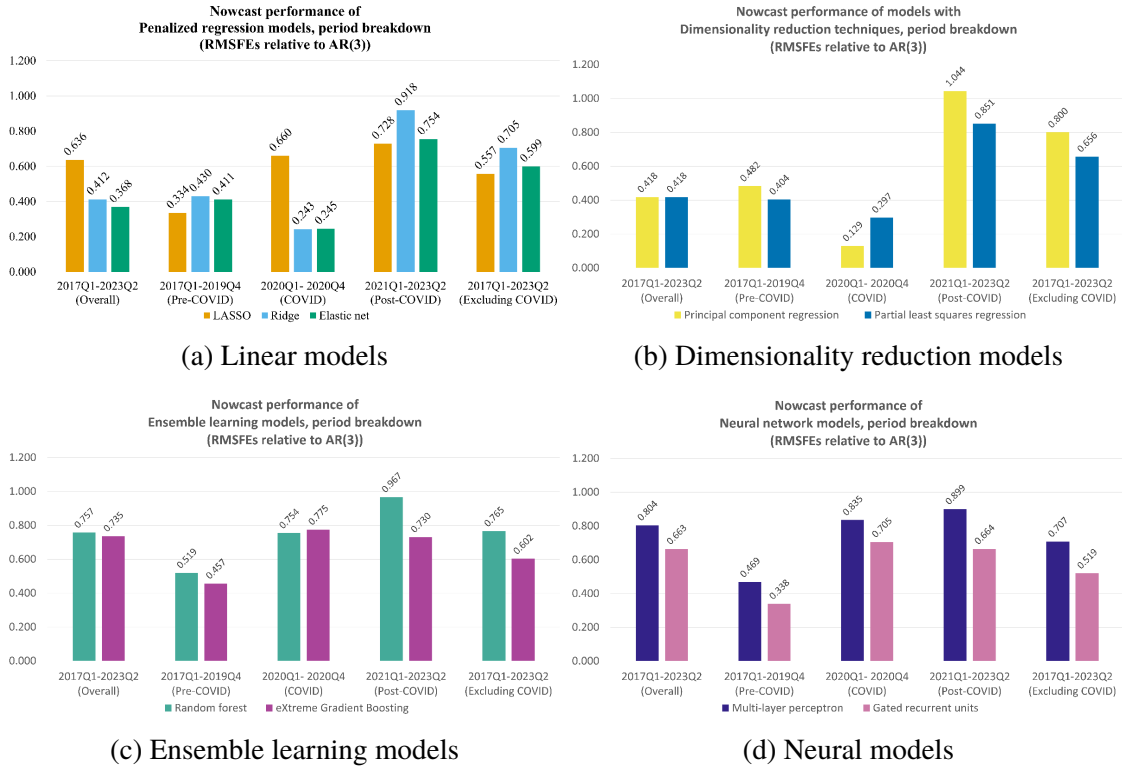 Nowcast performance of
Penalized regression models, period breakdown
(RMSFEs relative to AR(3))
1.200
1.000
0.800
0.600
0.400
0.200
0.000
0.636
0.412
0.368
0.334
0.430
0.411
0.660
0.243
0.245
0.728
0.918
0.754
0.557
0.705
0.599
2017Q1-2023Q2 2017Q1-2019Q4 2020Q1- 2020Q4 2021Q1-2023Q2 2017Q1-2023Q2
(Overall) (Pre-COVID) (COVID) (Post-COVID) (Excluding COVID)
LASSO Ridge Elastic net
(a) Linear models
Nowcast performance of models with
Dimensionality reduction techniques, period breakdown
(RMSFEs relative to AR(3))
1.200
1.000
0.800
0.600
0.400
0.200
0.000
0.418
0.418
0.482
0.404
0.129
0.297
1.044
0.851
0.800
0.656
2017Q1-2023Q2 2017Q1-2019Q4 2020Q1- 2020Q4 2021Q1-2023Q2 2017Q1-2023Q2
(Overall) (Pre-COVID) (COVID) (Post-COVID) (Excluding COVID)
Principal component regression Partial least squares regression
(b) Dimensionality reduction models
Nowcast performance of
Ensemble learning models, period breakdown
(RMSFEs relative to AR(3))
1.200
1.000
0.800
0.600
0.400
0.200
0.000
0.757
0.735
0.519
0.457
0.754
0.775
0.967
0.730
0.765
0.602
2017Q1-2023Q2 2017Q1-2019Q4 2020Q1- 2020Q4 2021Q1-2023Q2 2017Q1-2023Q2
(Overall) (Pre-COVID) (COVID) (Post-COVID) (Excluding COVID)
Random forest eXtreme Gradient Boosting
(c) Ensemble learning models
Nowcast performance of
Neural network models, period breakdown
(RMSFEs relative to AR(3))
1.200
1.000
0.800
0.600
0.400
0.200
0.000
0.804
0.663
0.469
0.338
0.835
0.705
0.899
0.664
0.707
0.519
2017Q1-2023Q2 2017Q1-2019Q4 2020Q1- 2020Q4 2021Q1-2023Q2 2017Q1-2023Q2
(Overall) (Pre-COVID) (COVID) (Post-COVID) (Excluding COVID)
Multi-layer perceptron Gated recurrent units
(d) Neural models